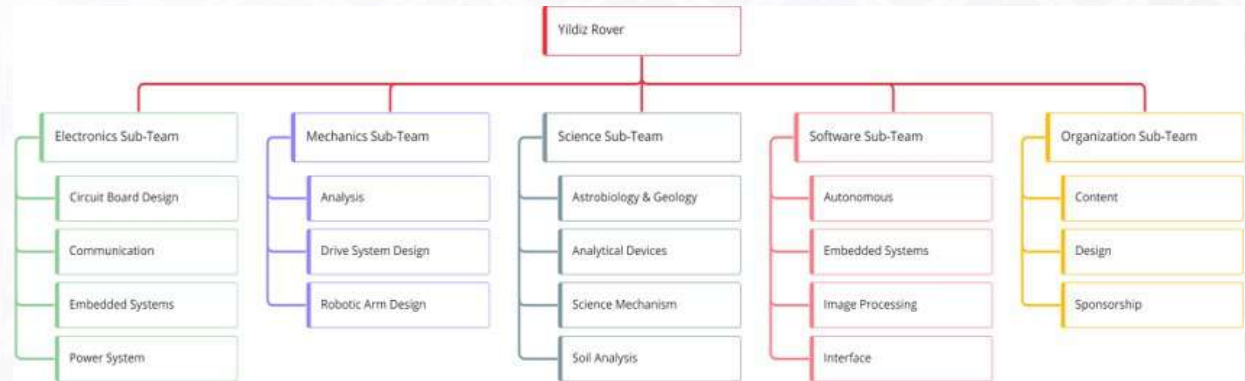 Yildiz Rover
Electronics Sub-Team
Circuit Board Design
Communication
Embedded Systems
Power System
Mechanics Sub-Team
Analysis
Drive System Design
Robotic Arm Design
Science Sub-Team
Astrobiology & Geology
Analytical Devices
Science Mechanism
Soil Analysis
Software Sub-Team
Autonomous
Embedded Systems
Image Processing
Interface
Organization Sub-Team
Content
Design
Sponsorship